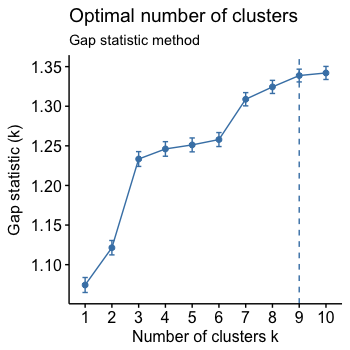 Optimal number of clusters
Gap statistic method
Gap statistic (k)
1.35
1.30
1.25
1.20
1.15
1.10
1 2 3 4 5 6 7 8 9 10
Number of clusters k